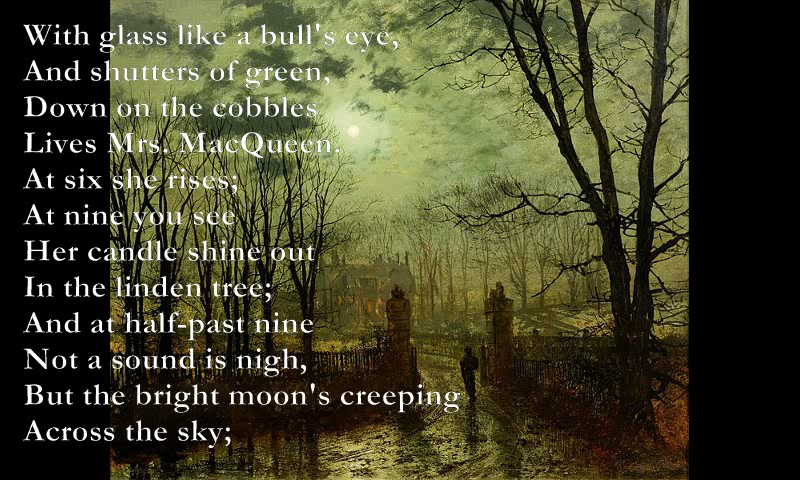 With glass like a bull's eye,
And shutters of green,
Down on the cobbles
Lives Mrs. MacQueen.
At six she rises;
At nine you see
Her candle shine out
In the linden tree;
And at half-past nine
Not a sound is nigh,
But the bright moon's creeping
Across the sky;